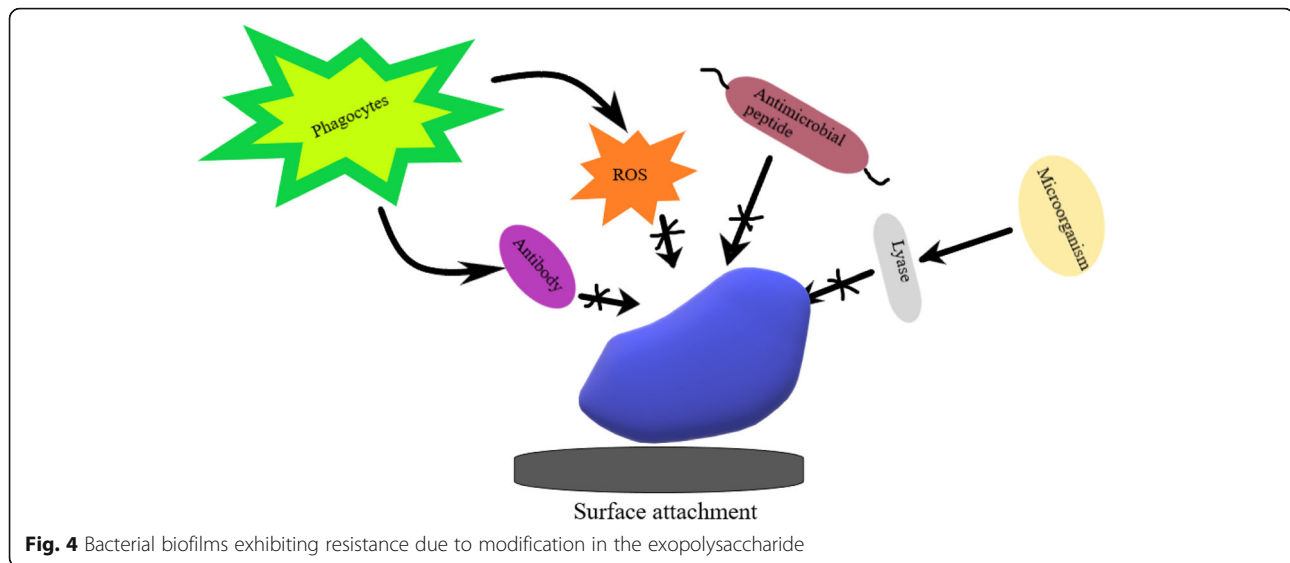 Phagocytes
ROS
Antimicrobial
peptide
Microorganism
Antibody
Lyase
Surface attachment
Fig. 4 Bacterial biofilms exhibiting resistance due to modification in the exopolysaccharide